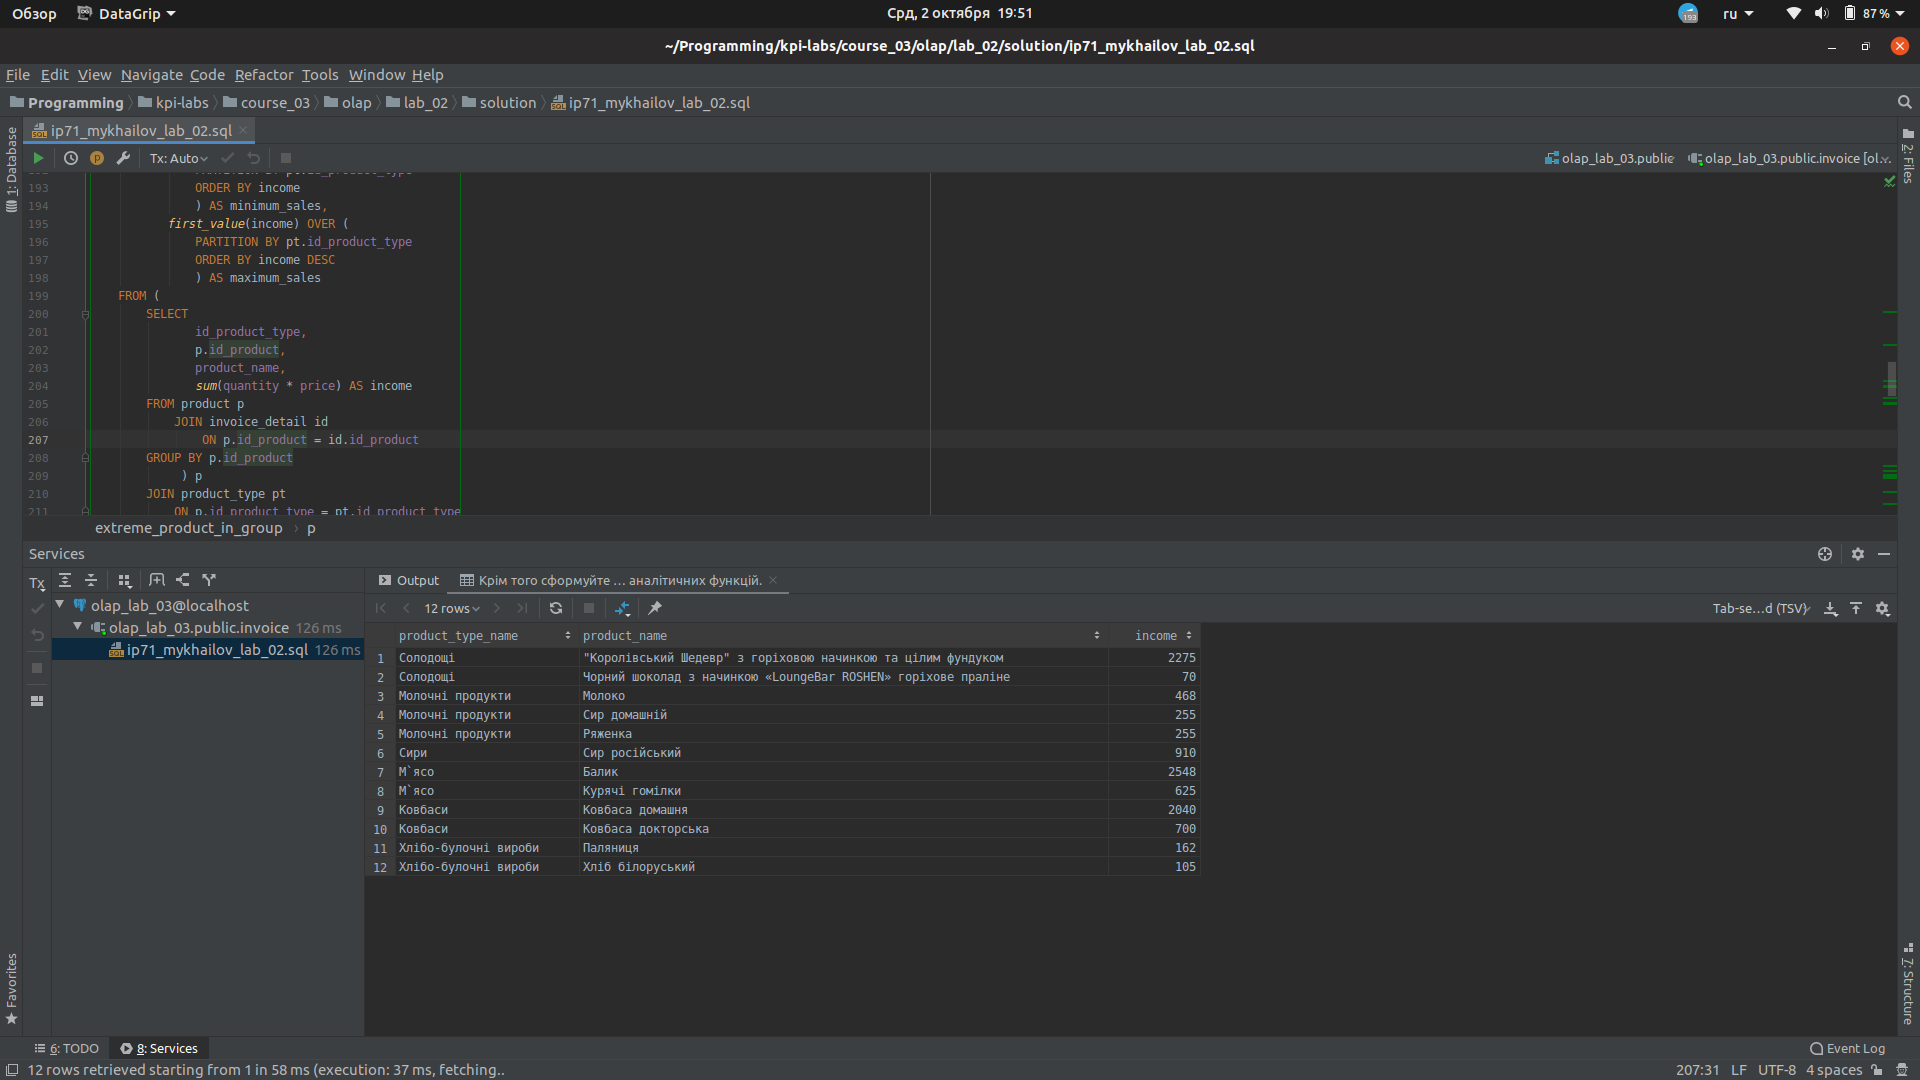 Обзор DataGrip Срд, 2 октября 19:51 193 ru 87 %
~/Programming/kpi-labs/course_03/olap/lab_02/solution/ip71_mykhailov_lab_02.sql
File Edit View Navigate Code Refactor Tools Window Help
Programming kpi-labs course_03 olap lab_02 solution ip71_mykhailov_lab_02.sql
ip71_mykhailov_lab_02.sql
Tx: Auto olap_lab_03.public olap_lab_03.public.invoice [ol...
1: Database
2: Files
193 ORDER BY income
194 ) AS minimum_sales,
195 first_value(income) OVER (
196 PARTITION BY pt.id_product_type
197 ORDER BY income DESC
198 ) AS maximum_sales
199 FROM (
200 SELECT
201 id_product_type,
202 p.id_product,
203 product_name,
204 sum(quantity * price) AS income
205 FROM product p
206 JOIN invoice_detail id
207 ON p.id_product = id.id_product
208 GROUP BY p.id_product
209 ) p
210 JOIN product_type pt
211 ON p.id_product_type = pt.id_product_type
extreme_product_in_group › p
Services
Tx
olap_lab_03@localhost
olap_lab_03.public.invoice 126 ms
ip71_mykhailov_lab_02.sql 126 ms
Output Крім того сформуйте ... аналітичних функцій.
12 rows Tab-se...d (TSV)
product_type_name product_name income
1 Солодощі "Королівський Шедевр" з горіховою начинкою та цілим фундуком 2275
2 Солодощі Чорний шоколад з начинкою «LoungeBar ROSHEN» горіхове праліне 70
3 Молочні продукти Молоко 468
4 Молочні продукти Сир домашній 255
5 Молочні продукти Ряженка 255
6 Сири Сир російський 910
7 М`ясо Балик 2548
8 М`ясо Курячі гомілки 625
9 Ковбаси Ковбаса домашня 2040
10 Ковбаси Ковбаса докторська 700
11 Хлібо-булочні вироби Паляниця 162
12 Хлібо-булочні вироби Хліб білоруський 105
Favorites
7: Structure
6: TODO 8: Services Event Log
12 rows retrieved starting from 1 in 58 ms (execution: 37 ms, fetching.. 207:31 LF UTF-8 4 spaces